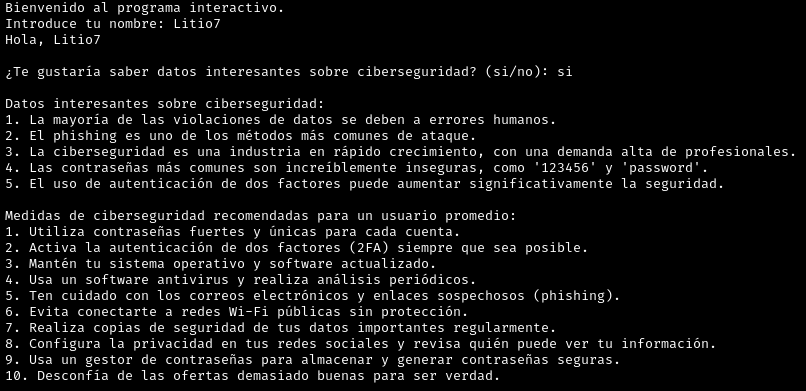 Bienvenido al programa interactivo.
Introduce tu nombre: Litio7
Hola, Litio7
¿Te gustaría saber datos interesantes sobre ciberseguridad? (si/no): si
Datos interesantes sobre ciberseguridad:
1. La mayoría de las violaciones de datos se deben a errores humanos.
2. El phishing es uno de los métodos más comunes de ataque.
3. La ciberseguridad es una industria en rápido crecimiento, con una demanda alta de profesionales.
4. Las contraseñas más comunes son increíblemente inseguras, como '123456' y 'password'.
5. El uso de autenticación de dos factores puede aumentar significativamente la seguridad.
Medidas de ciberseguridad recomendadas para un usuario promedio:
1. Utiliza contraseñas fuertes y únicas para cada cuenta.
2. Activa la autenticación de dos factores (2FA) siempre que sea posible.
3. Mantén tu sistema operativo y software actualizado.
4. Usa un software antivirus y realiza análisis periódicos.
5. Ten cuidado con los correos electrónicos y enlaces sospechosos (phishing).
6. Evita conectarte a redes Wi-Fi públicas sin protección.
7. Realiza copias de seguridad de tus datos importantes regularmente.
8. Configura la privacidad en tus redes sociales y revisa quién puede ver tu información.
9. Usa un gestor de contraseñas para almacenar y generar contraseñas seguras.
10. Desconfía de las ofertas demasiado buenas para ser verdad.